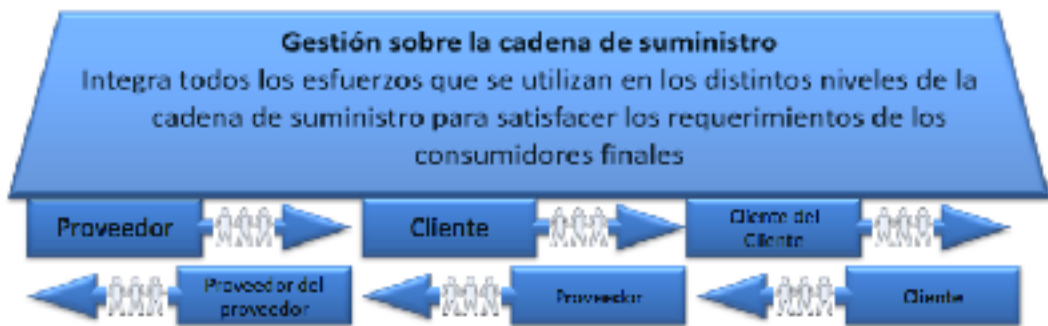 Gestión sobre la cadena de suministro
Integra todos los esfuerzos que se utilizan en los distintos niveles de la
cadena de suministro para satisfacer los requerimientos de los
consumidores finales
Proveedor
Cliente
Cliente del
Cliente
Proveedor del
proveedor
Proveedor
Cliente